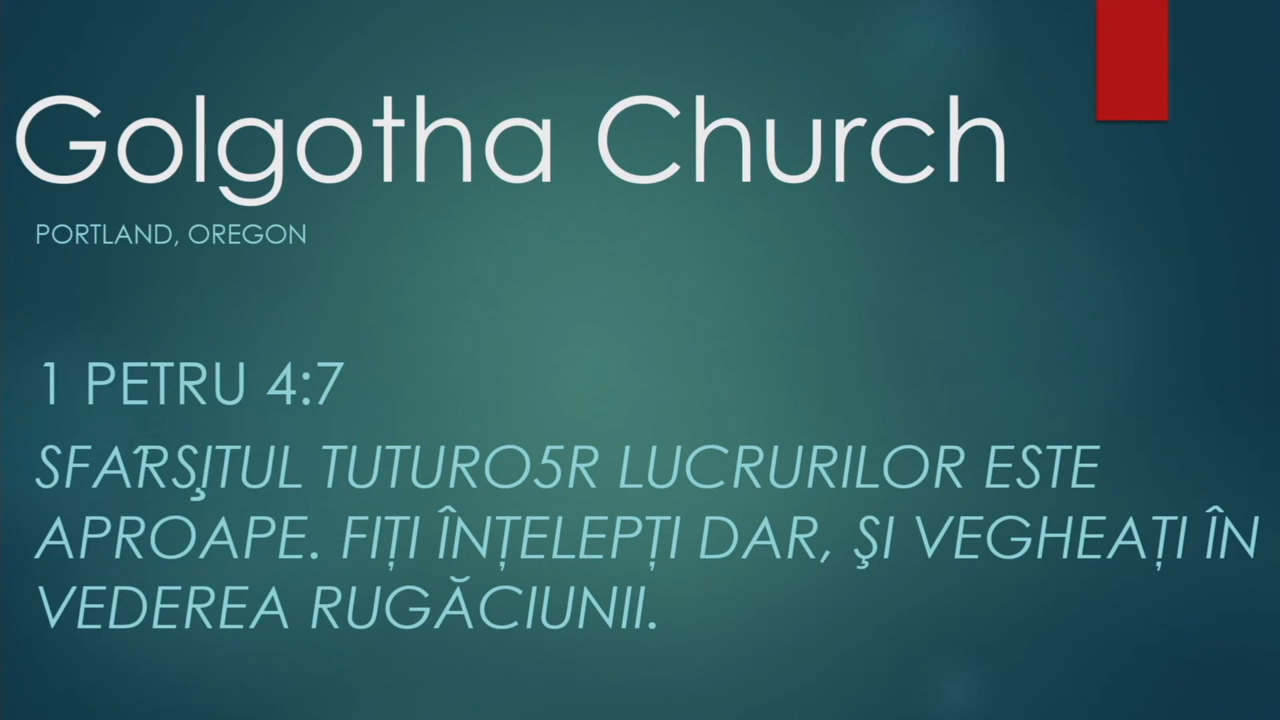 Golgotha Church
PORTLAND, OREGON
1 PETRU 4:7
SFÂRŞITUL TUTURO5R LUCRURILOR ESTE
APROAPE. FIȚI ÎNȚELEPȚI DAR, ŞI VEGHEAȚI ÎN
VEDEREA RUGĂCIUNII.